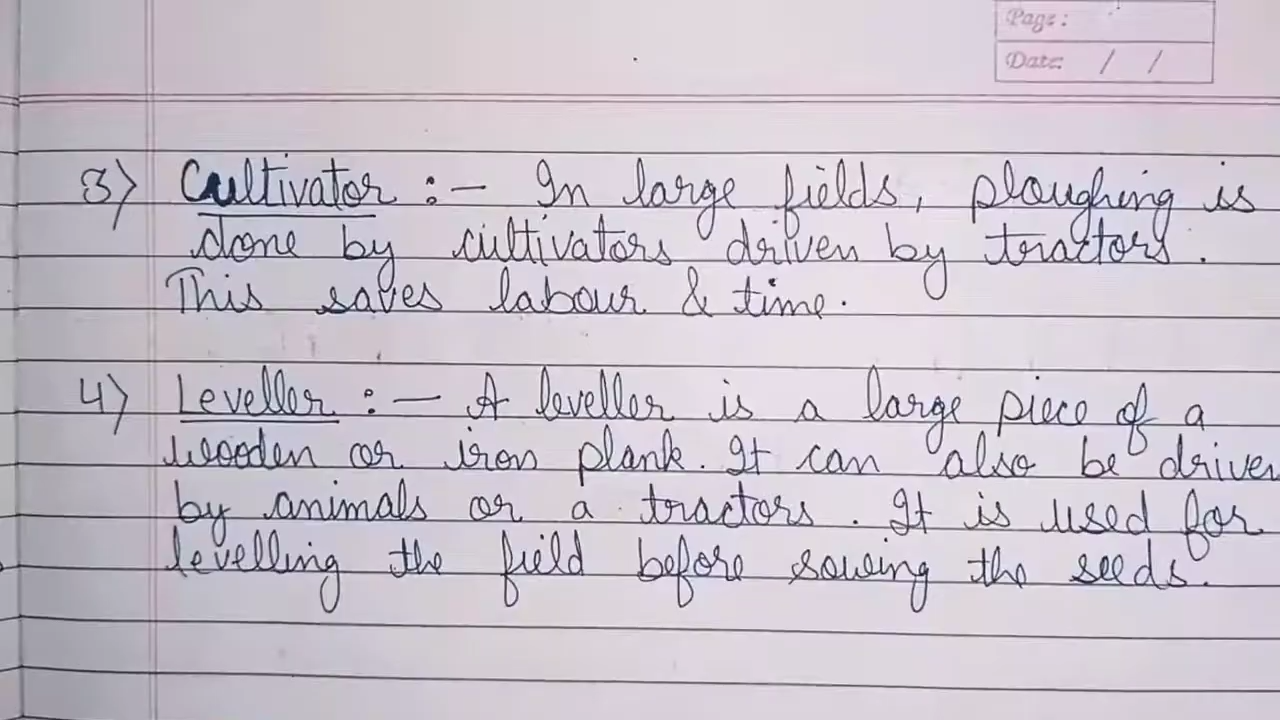 Page:
Date: / /
3) Cultivator :- In large fields, ploughing is
done by cultivators driven by tractors.
This saves labour & time.
4) Leveller :- A leveller is a large piece of a
wooden or iron plank. It can also be driven
by animals or a tractors. It is used for
levelling the field before sowing the seeds.